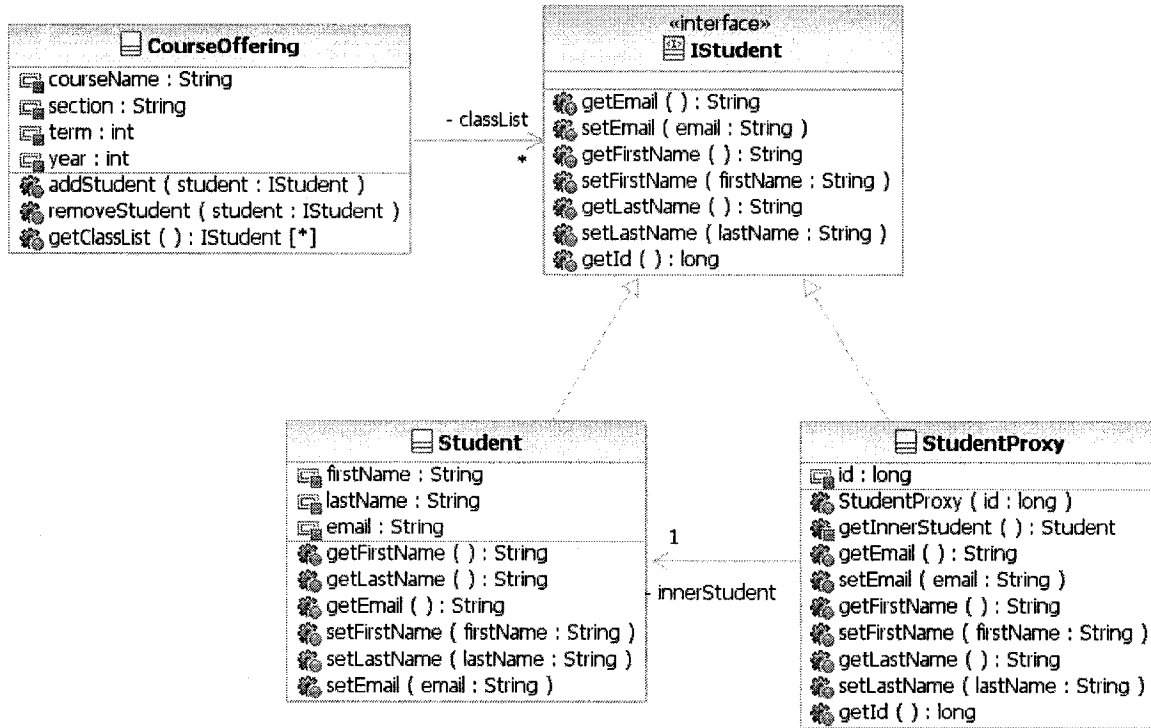 CourseOffering
courseName : String
section : String
term : int
year : int
addStudent ( student : IStudent )
removeStudent ( student : IStudent )
getClassList ( ) : IStudent [*]
- classList
*
«interface»
IStudent
getEmail ( ) : String
setEmail ( email : String )
getFirstName ( ) : String
setFirstName ( firstName : String )
getLastName ( ) : String
setLastName ( lastName : String )
getId ( ) : long
Student
firstName : String
lastName : String
email : String
getFirstName ( ) : String
getLastName ( ) : String
getEmail ( ) : String
setFirstName ( firstName : String )
setLastName ( lastName : String )
setEmail ( email : String )
1
- innerStudent
StudentProxy
id : long
StudentProxy ( id : long )
getInnerStudent ( ) : Student
getEmail ( ) : String
setEmail ( email : String )
getFirstName ( ) : String
setFirstName ( firstName : String )
getLastName ( ) : String
setLastName ( lastName : String )
getId ( ) : long